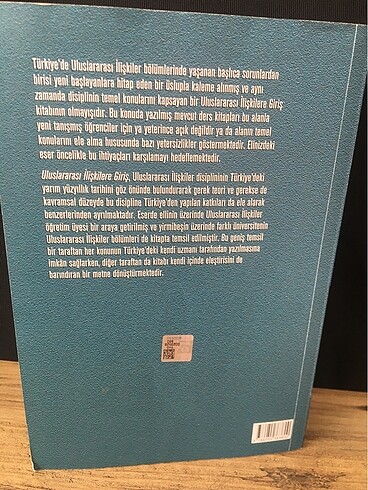 Türkiye'de Uluslararası İlişkiler bölümlerinde yaşanan başlıca sorunlardan
birisi yeni başlayanlara hitap eden bir üslupla kaleme alınmış ve aynı
zamanda disiplinin temel konularını kapsayan bir Uluslararası İlişkilere Giriş
kitabının olmayışıdır. Bu konuda yazılmış mevcut ders kitapları bu alanla
yeni tanışmış öğrenciler için ya yeterince açık değildir ya da alanın temel
konularını ele alma hususunda bazı yetersizlikler göstermektedir. Elinizdeki
eser öncelikle bu ihtiyaçları karşılamayı hedeflemektedir.
Uluslararası İlişkilere Giriş, Uluslararası İlişkiler disiplininin Türkiye'deki
yarım yüzyıllık tarihini göz önünde bulundurarak gerek teori ve gerekse de
kavramsal düzeyde bu disipline Türkiye'den yapılan katkıları da ele alarak
benzerlerinden ayrılmaktadır. Eserde ellinin üzerinde Uluslararası İlişkiler
öğretim üyesi bir araya getirilmiş ve yirmibeşin üzerinde farklı üniversitenin
Uluslararası İlişkiler bölümleri de kitapta temsil edilmiştir. Bu geniş temsil
bir taraftan her konunun Türkiye'deki kendi uzmanı tarafından yazılmasına
imkân sağlarken, diğer taraftan da kitabı kendi içinde eleştirisini de
barındıran bir metne dönüştürmektedir.